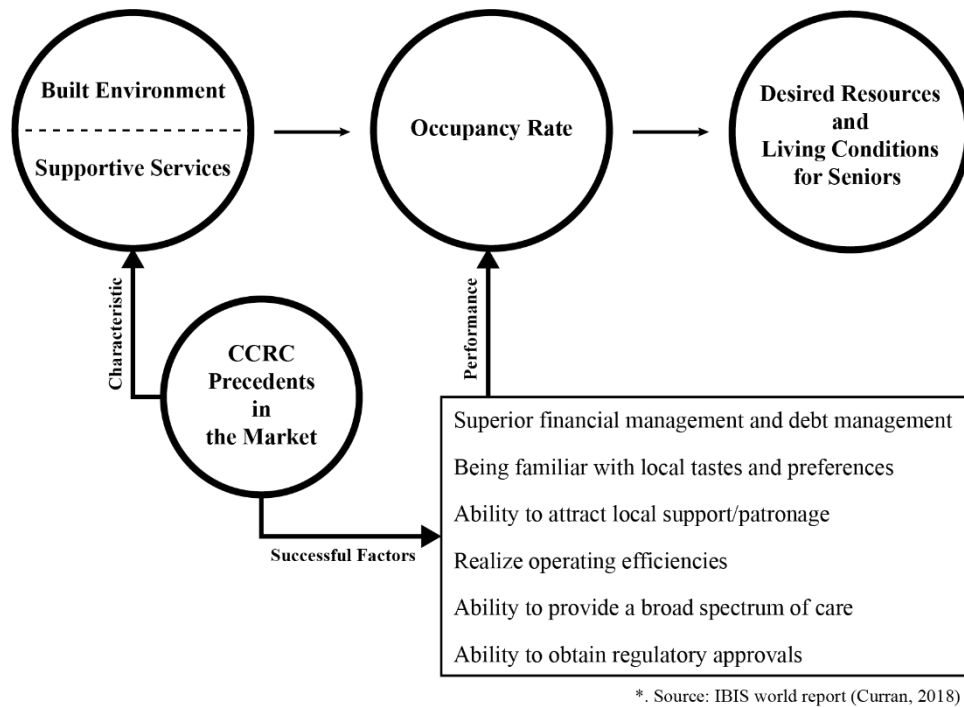 Built Environment
Supportive Services
Occupancy Rate
Desired Resources
and
Living Conditions
for Seniors
Characteristic
Performance
CCRC
Precedents
in
the Market
Successful Factors
Superior financial management and debt management
Being familiar with local tastes and preferences
Ability to attract local support/patronage
Realize operating efficiencies
Ability to provide a broad spectrum of care
Ability to obtain regulatory approvals
*. Source: IBIS world report (Curran, 2018)